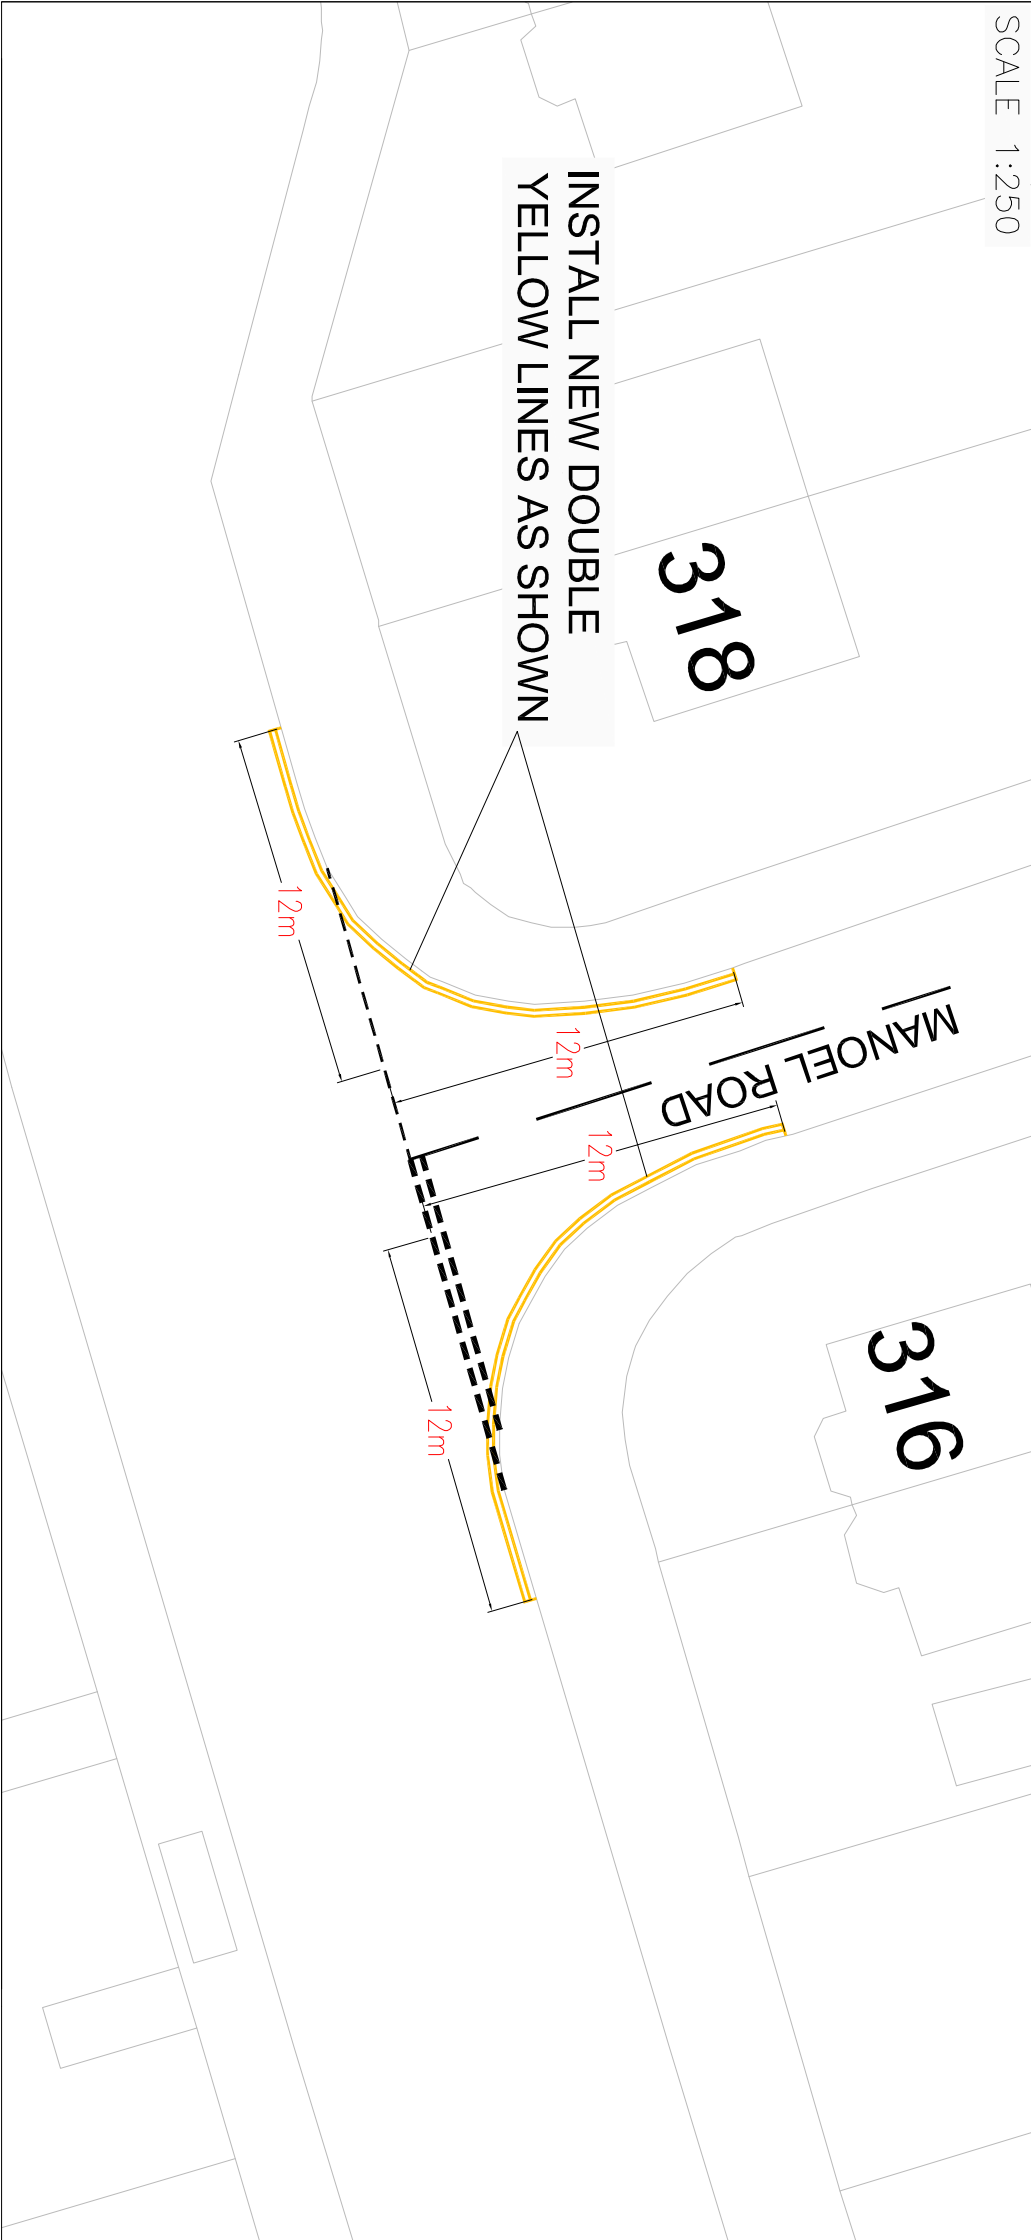 SCALE 1:250
INSTALL NEW DOUBLE
YELLOW LINES AS SHOWN
318
12m
12m
MANOEL ROAD
12m
12m
316